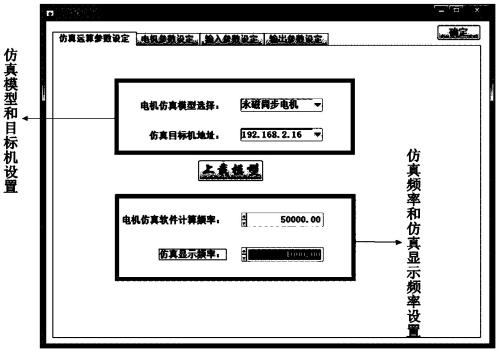 确定
仿真运算参数设定 电机参数设定 输入参数设定 输出参数设定
仿真模型和目标机设置
电机仿真模型选择： 永磁同步电机
仿真目标机地址： 192.168.2.16
上载模型
电机仿真软件计算频率： 50000.00
仿真显示频率：
仿真频率和仿真显示频率设置